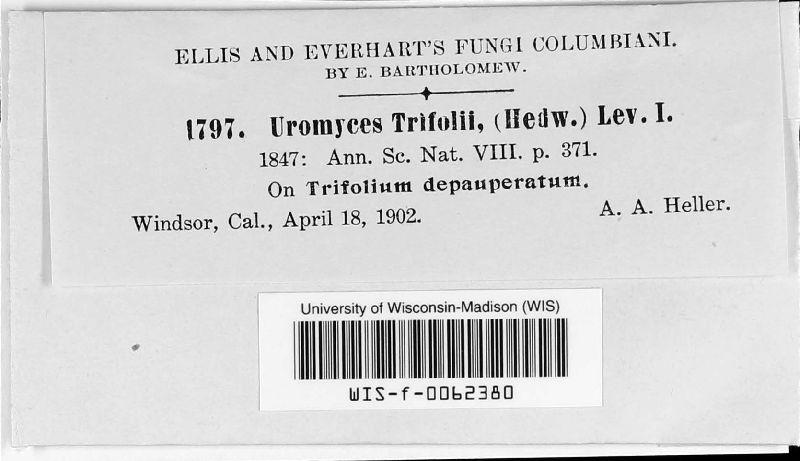 ELLIS AND EVERHART'S FUNGI COLUMBIANI.
BY E. BARTHOLOMEW.
1797. Uromyces Trifolii, (Hedw.) Lev. I.
1847: Ann. Sc. Nat. VIII. p. 371.
On Trifolium depauperatum.
Windsor, Cal., April 18, 1902. A. A. Heller.
University of Wisconsin-Madison (WIS)
WIS-f-0062380